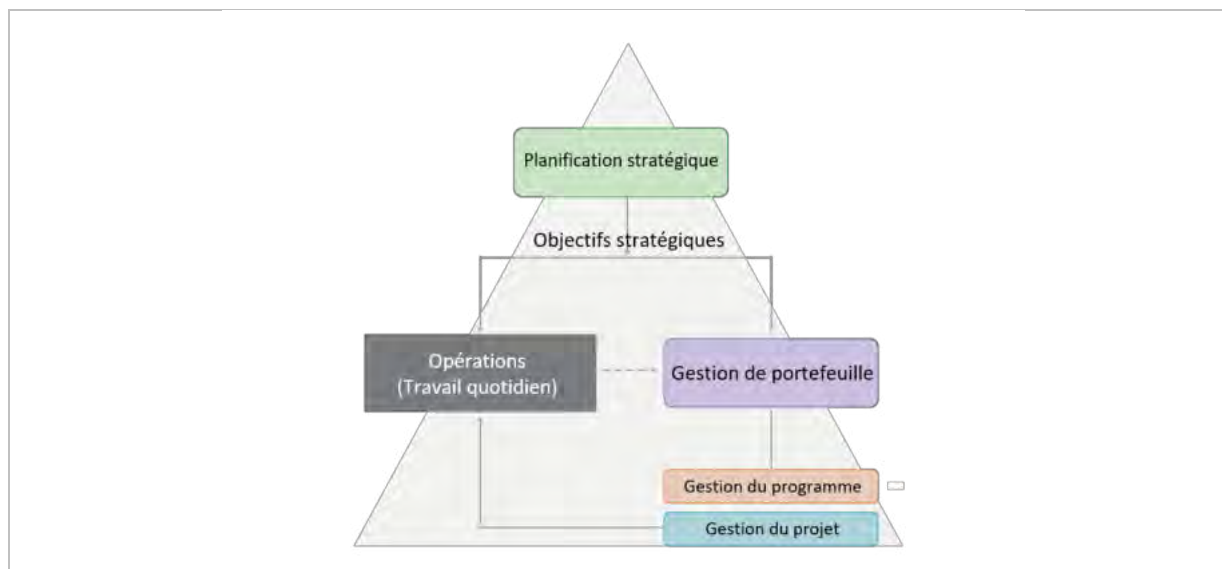 Planification stratégique
Objectifs stratégiques
Opérations
(Travail quotidien)
Gestion de portefeuille
Gestion du programme
Gestion du projet